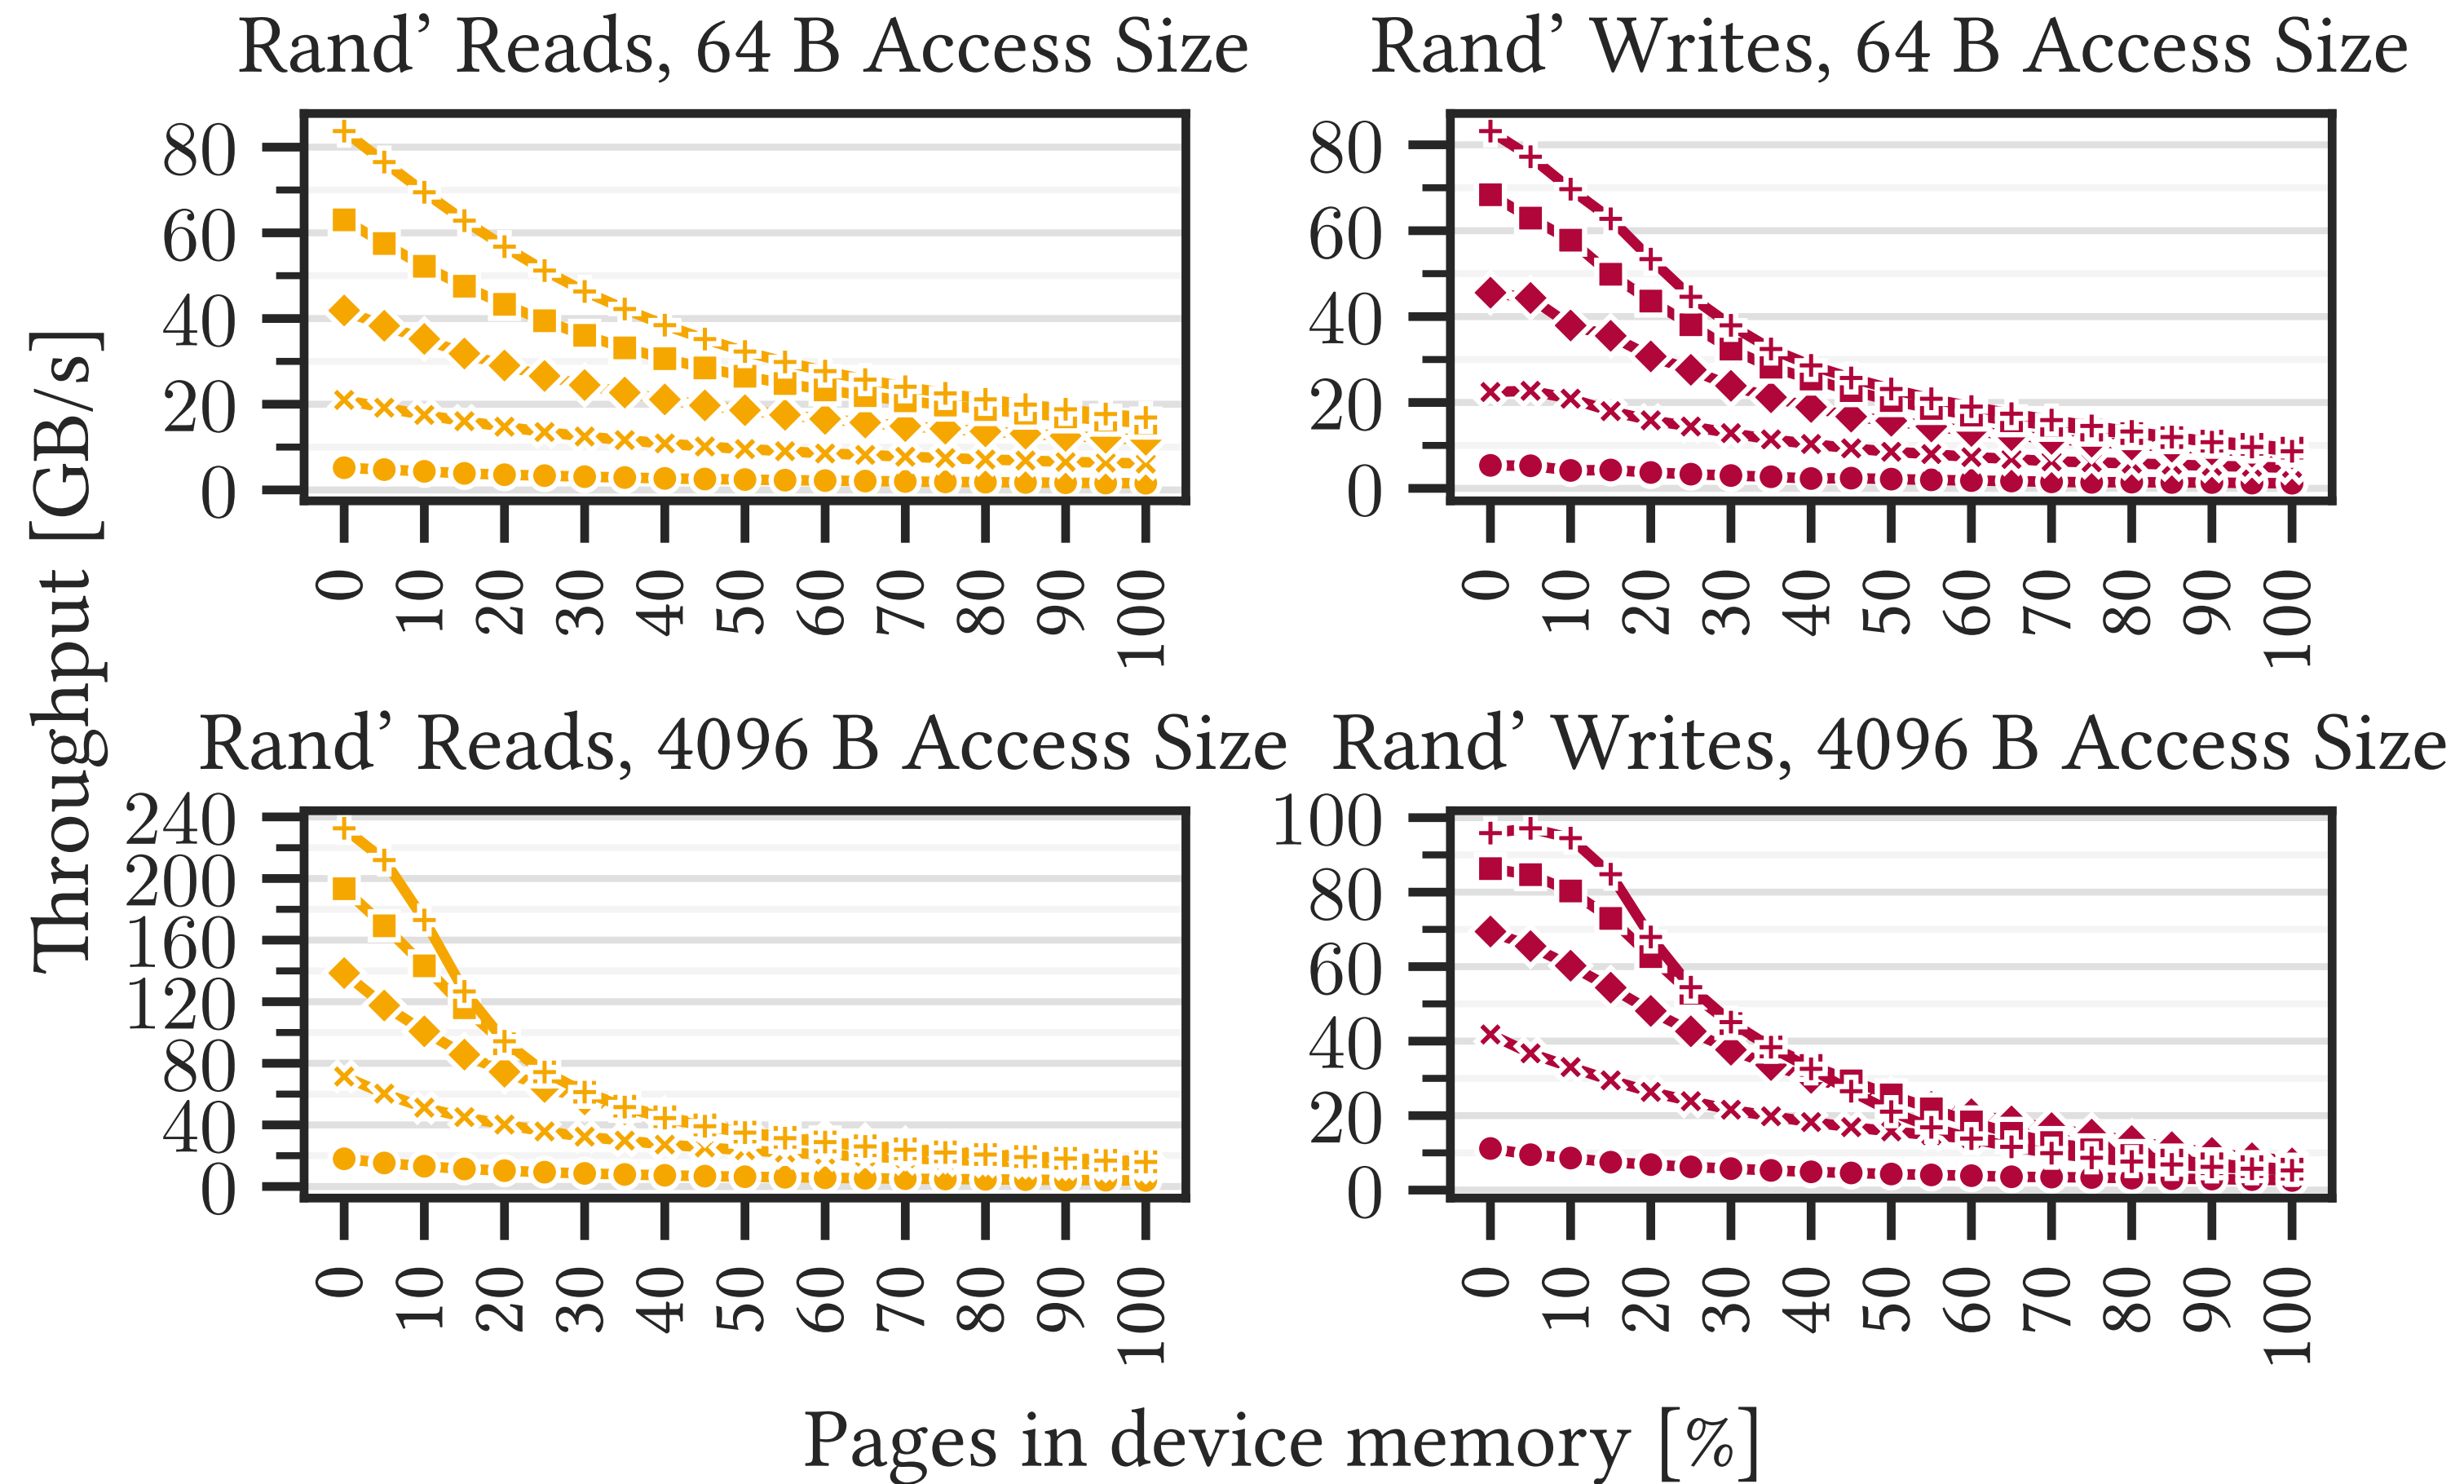 Throughput [GB/s]
Rand’ Reads, 64 B Access Size
80
60
40
20
0
0 10 20 30 40 50 60 70 80 90 100
Rand’ Writes, 64 B Access Size
80
60
40
20
0
0 10 20 30 40 50 60 70 80 90 100
Rand’ Reads, 4096 B Access Size
240
200
160
120
80
40
0
0 10 20 30 40 50 60 70 80 90 100
Rand’ Writes, 4096 B Access Size
100
80
60
40
20
0
0 10 20 30 40 50 60 70 80 90 100
Pages in device memory [%]